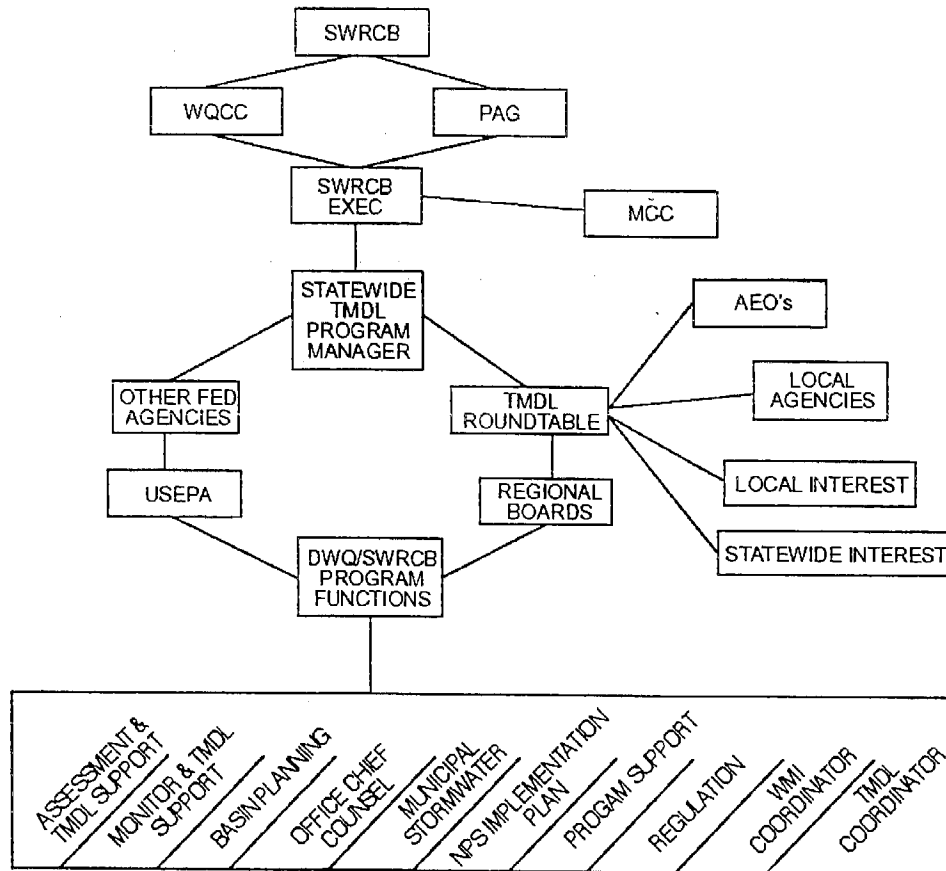 SWRCB
WQCC
PAG
SWRCB
EXEC
MCC
STATEWIDE
TMDL
PROGRAM
MANAGER
AEO's
OTHER FED
AGENCIES
TMDL
ROUNDTABLE
LOCAL
AGENCIES
USEPA
REGIONAL
BOARDS
LOCAL INTEREST
STATEWIDE INTEREST
DWQ/SWRCB
PROGRAM
FUNCTIONS
ASSESSMENT &
TMDL SUPPORT
MONITOR & TMDL
SUPPORT
BASIN PLANNING
OFFICE CHIEF
COUNSEL
MUNICIPAL
STORMWATER
NPS IMPLEMENTATION
PLAN
PROGAM SUPPORT
REGULATION
WMI
COORDINATOR
TMDL
COORDINATOR